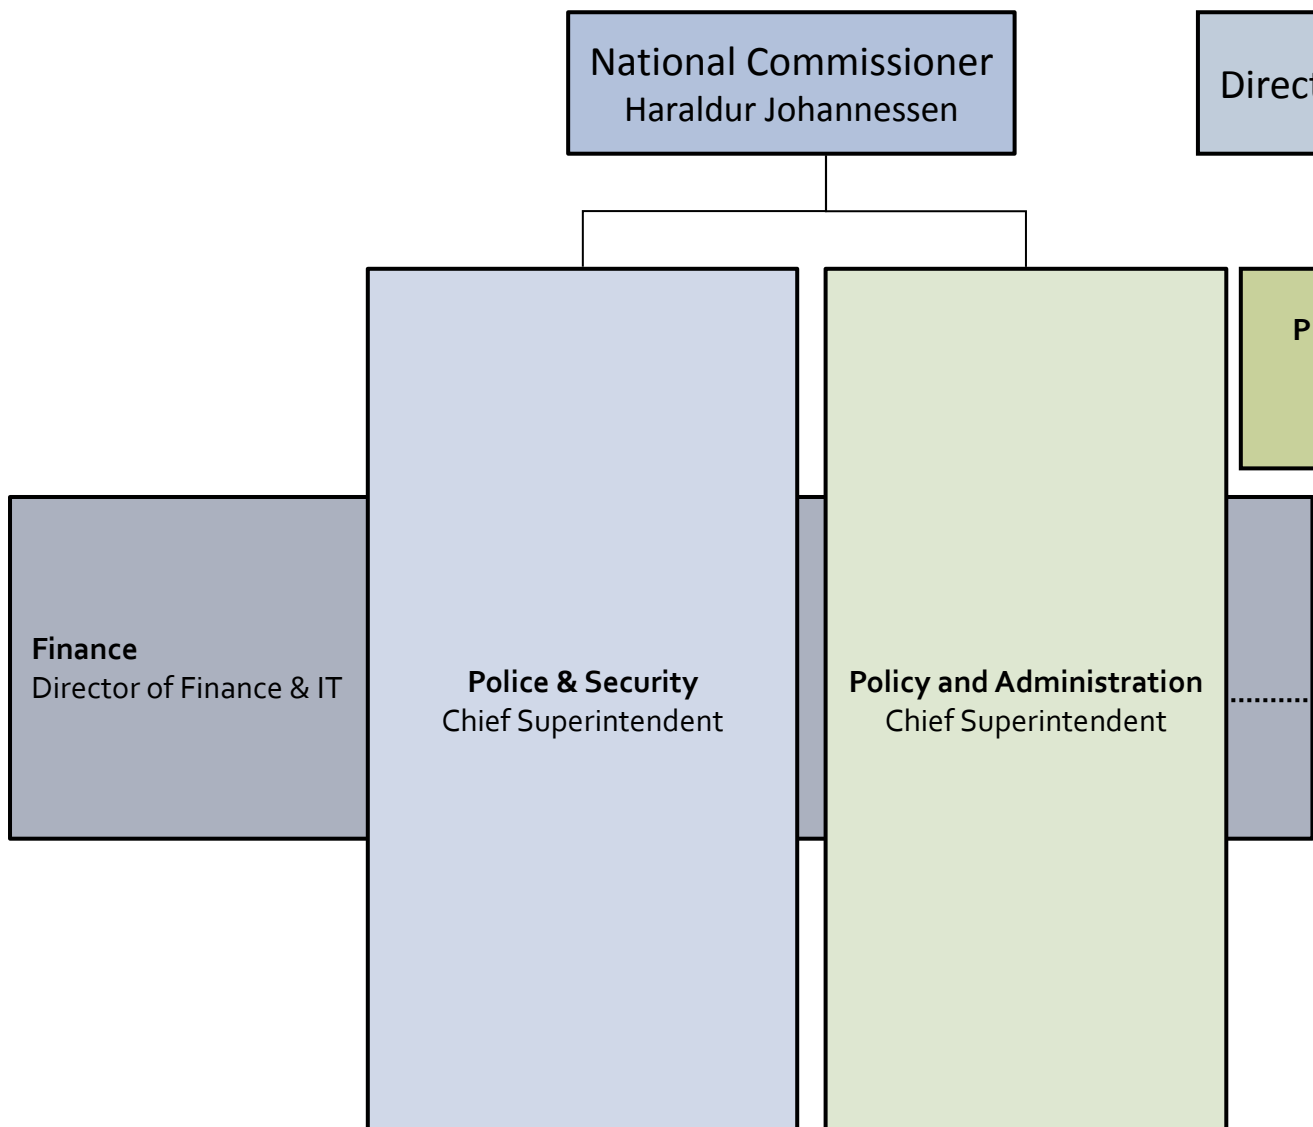 National Commissioner
Haraldur Johannessen
Finance
Director of Finance & IT
Police & Security
Chief Superintendent
Policy and Administration
Chief Superintendent